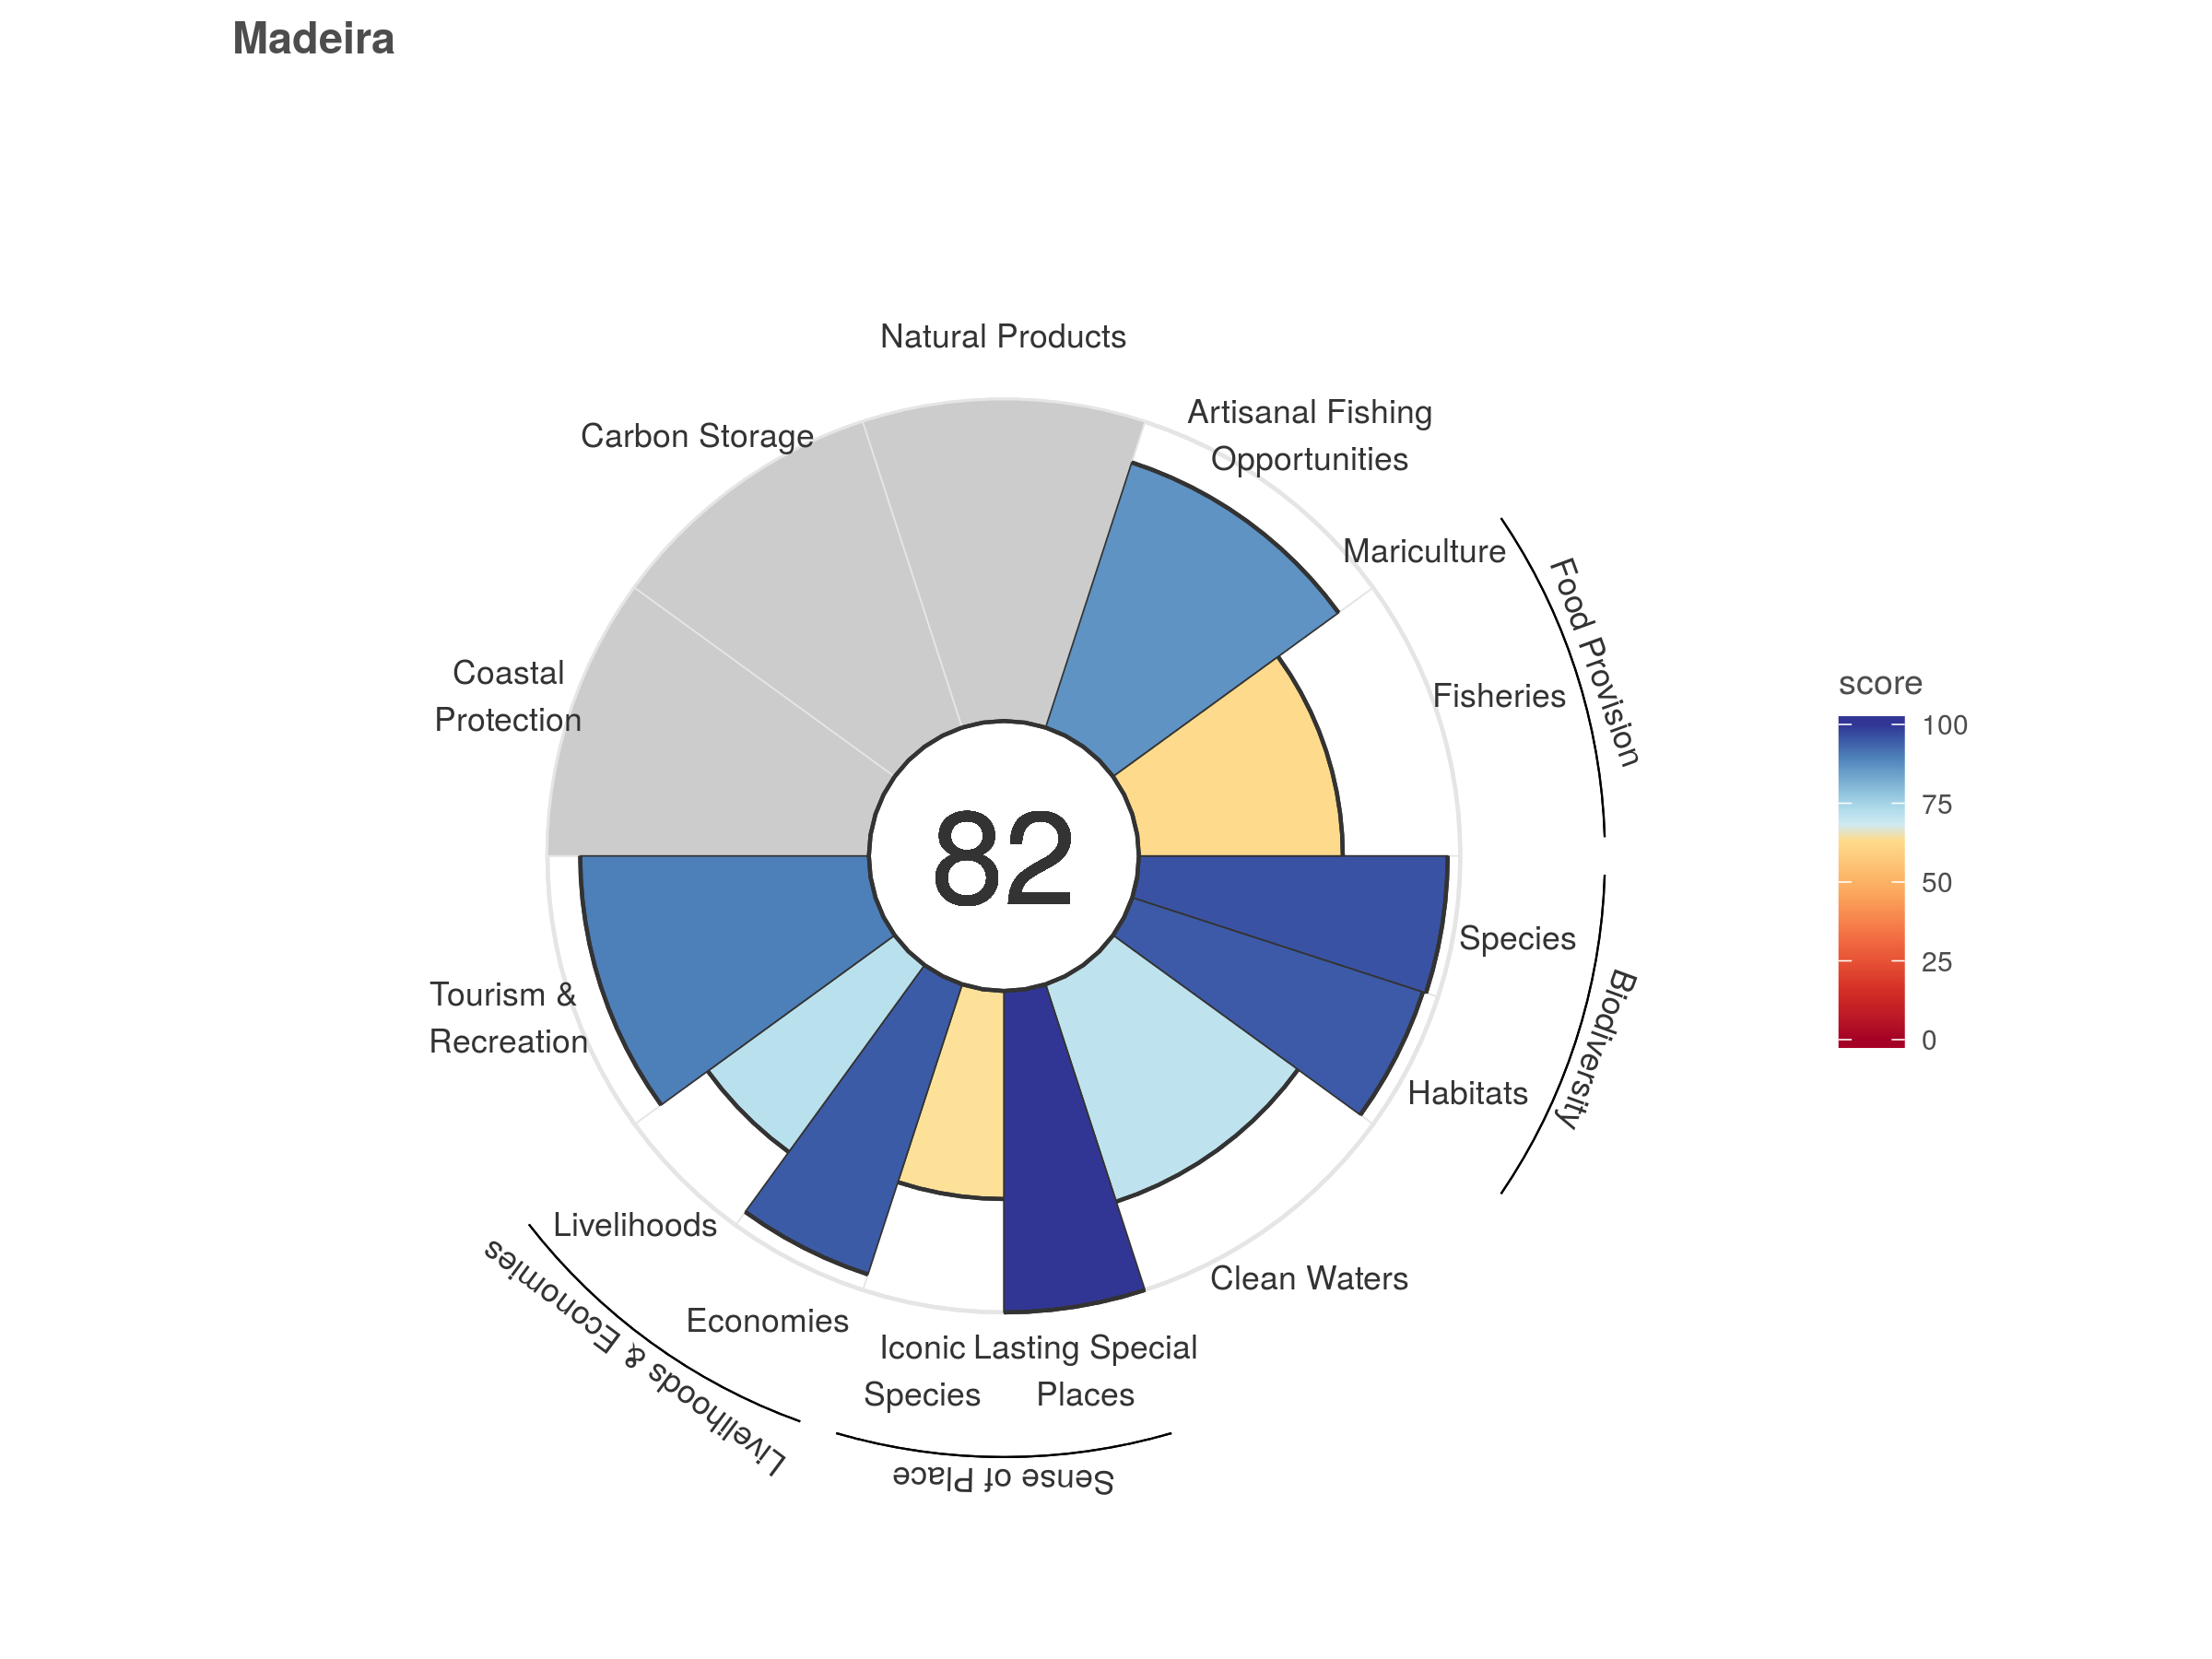 Madeira
Natural Products
Artisanal Fishing
Opportunities
Carbon Storage
Mariculture
Food Provision
Fisheries
Coastal
Protection
82
score
100
75
50
25
0
Species
Biodiversity
Habitats
Tourism &
Recreation
Livelihoods
Livelihoods & Economies
Economies
Clean Waters
Iconic
Species
Lasting Special
Places
Sense of Place